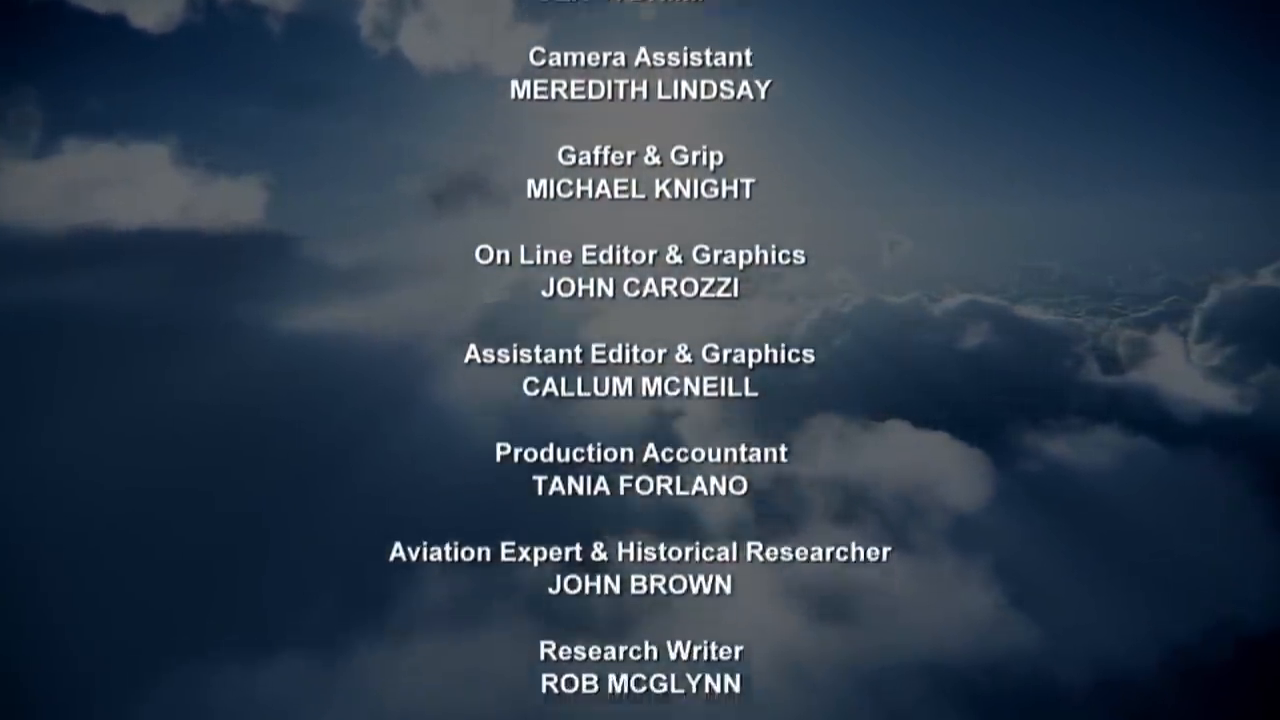 Camera Assistant
MEREDITH LINDSAY
Gaffer & Grip
MICHAEL KNIGHT
On Line Editor & Graphics
JOHN CAROZZI
Assistant Editor & Graphics
CALLUM MCNEILL
Production Accountant
TANIA FORLANO
Aviation Expert & Historical Researcher
JOHN BROWN
Research Writer
ROB MCGLYNN